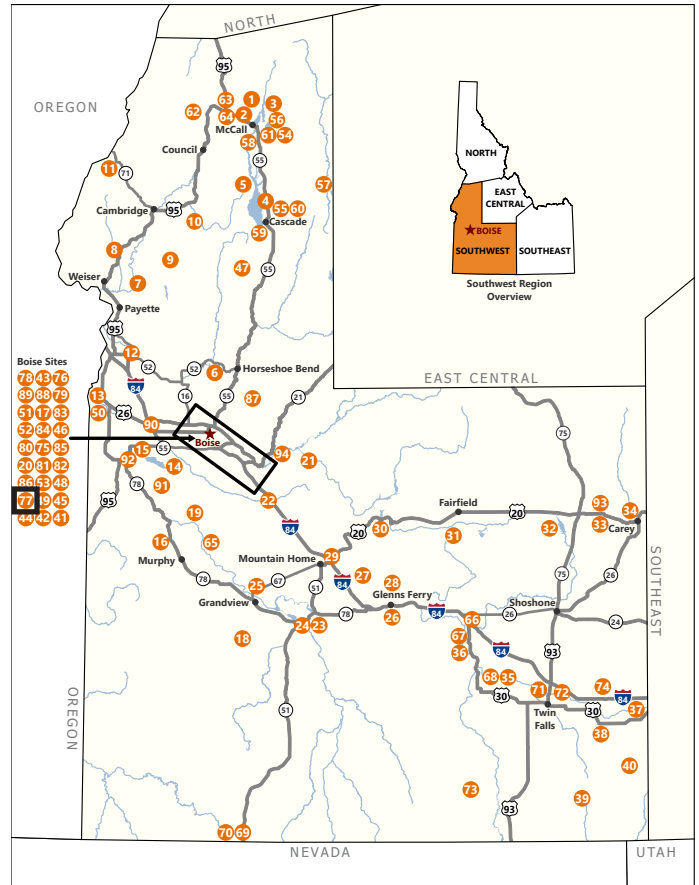 NORTH
95
OREGON
63
1
3
62
64
2
56
McCall
61
54
58
Council
55
11
71
5
57
4
Cambridge
95
55
60
10
Cascade
59
8
9
47
55
Weiser
7
Payette
95
12
52
52
6
Horseshoe Bend
84
16
55
87
21
13
50
26
90
Boise
15
55
92
14
94
21
78
91
95
22
Boise Sites
78 43 76
89 88 79
51 17 83
52 84 46
80 75 85
20 81 82
86 53 48
77 49 45
44 42 41
19
84
16
65
Murphy
Mountain Home
29
20
30
78
67
51
84
27
28
25
Grandview
Glenns Ferry
78
26
24
23
18
51
70
69
OREGON
NEVADA
UTAH
EAST CENTRAL
75
Fairfield
20
93
34
31
32
33
Carey
75
26
Shoshone
84
66
26
24
67
36
84
93
68
35
30
71
72
74
84
30
37
Twin
Falls
38
40
73
39
93
SOUTHEAST
NORTH
EAST
CENTRAL
BOISE
SOUTHWEST
SOUTHEAST
Southwest Region
Overview